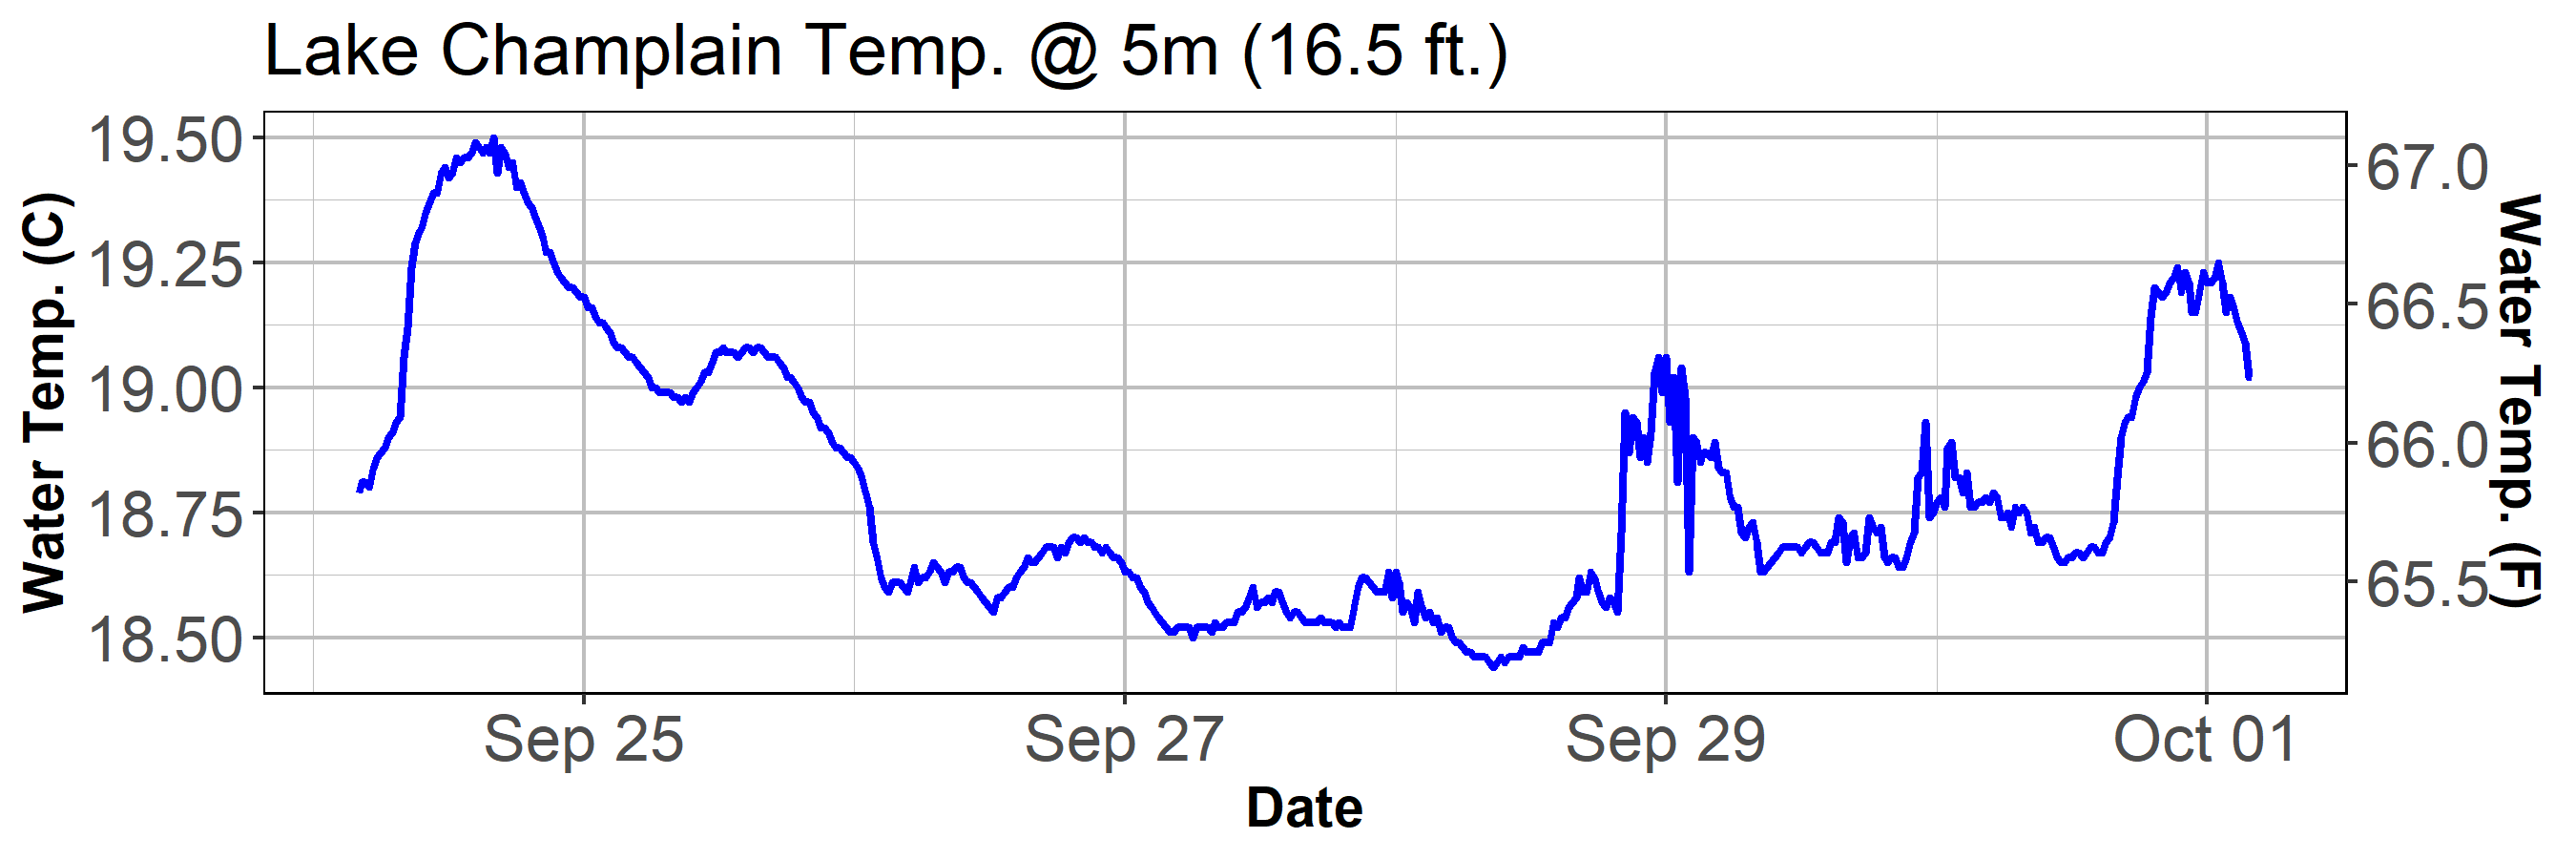 Lake Champlain Temp. @ 5m (16.5 ft.)
Water Temp. (C)
19.50
19.25
19.00
18.75
18.50
67.0
66.5
66.0
65.5
Water Temp. (F)
Sep 25
Sep 27
Sep 29
Oct 01
Date